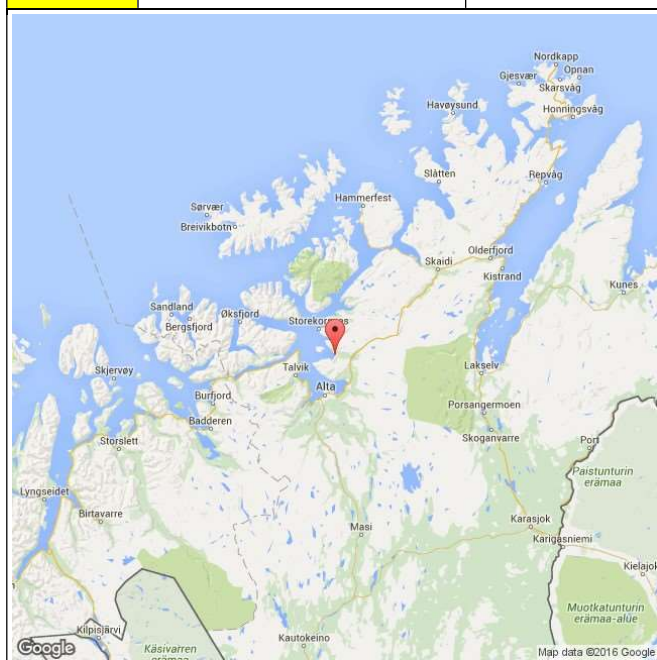 Nordkapp
Gjesvær
Opnan
Skarsvåg
Havøysund
Honningsvåg
Slåtten
Repvåg
Hammerfest
Sørvær
Breivikbotn
Olderfjord
Skaidi
Kistrand
Kunes
Sandland
Øksfjord
Bergsfjord
Storekorsnes
Skjervøy
Talvik
Lakselv
Alta
Burfjord
Porsangermoen
Badderen
Skoganvarre
Storslett
Port
Paistunturin
erämaa
Lyngseidet
Birtavarre
Masi
Karasjok
Karigasniemi
Kielajok
Muotkatunturin
erämaa-alue
Kilpisjärvi
Käsivarren
erämaa
Kautokeino
Google
Map data ©2016 Google